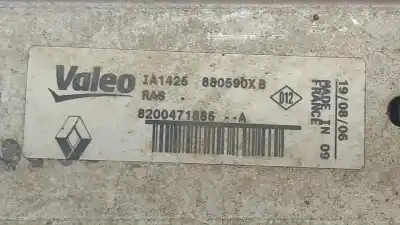 Valeo
IA1425 880590XB
RAS
D12
8200471886 --A
19/08/06
MADE IN 09
FRANCE